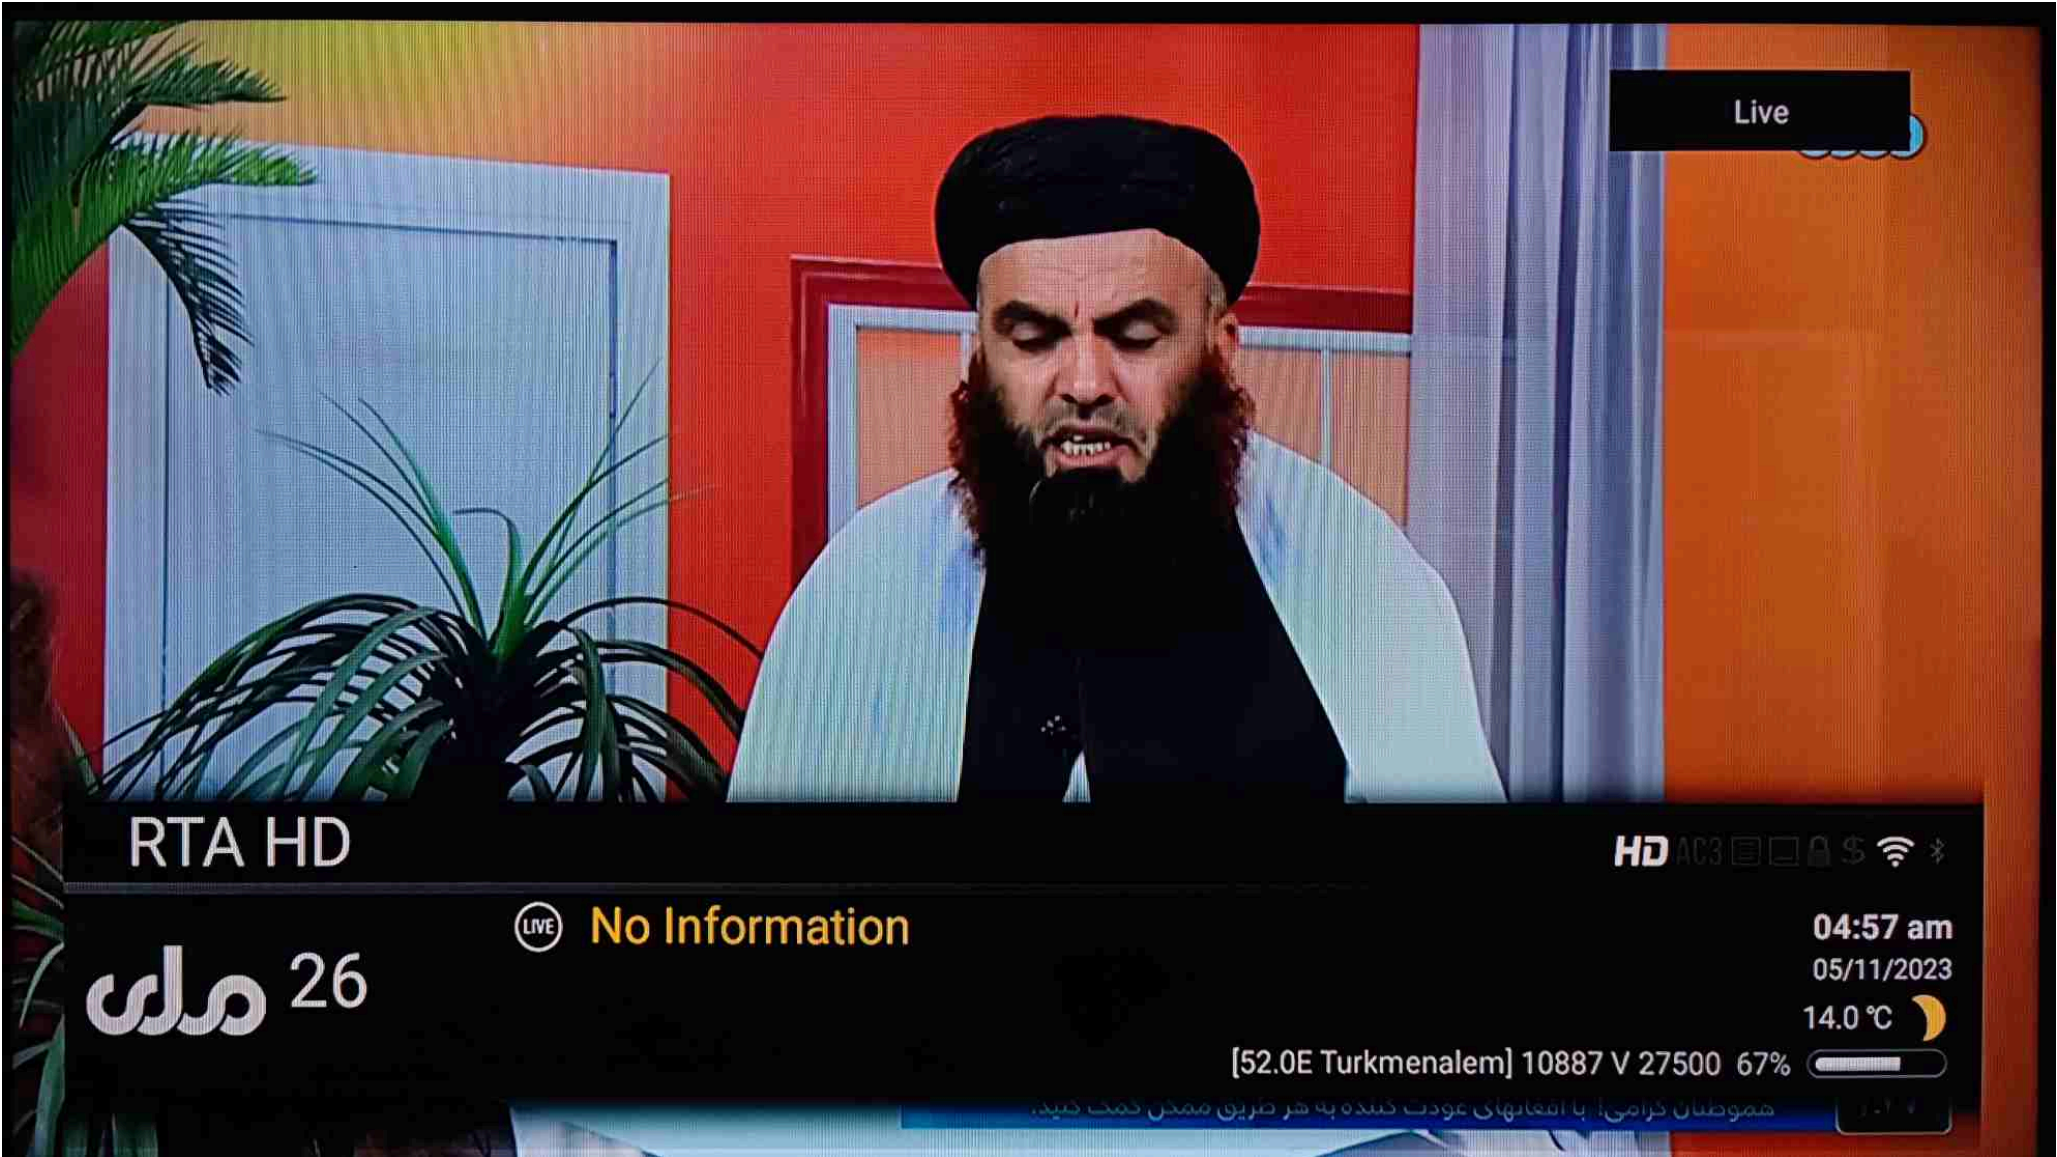 Live
RTA HD
HD AC3 $
LIVE No Information
04:57 am
ملی 26
05/11/2023
14.0 °C
[52.0E Turkmenalem] 10887 V 27500 67%
هموطنان گرامی! با افغانهای عودت کننده به هر طریق ممکن کمک کنید.